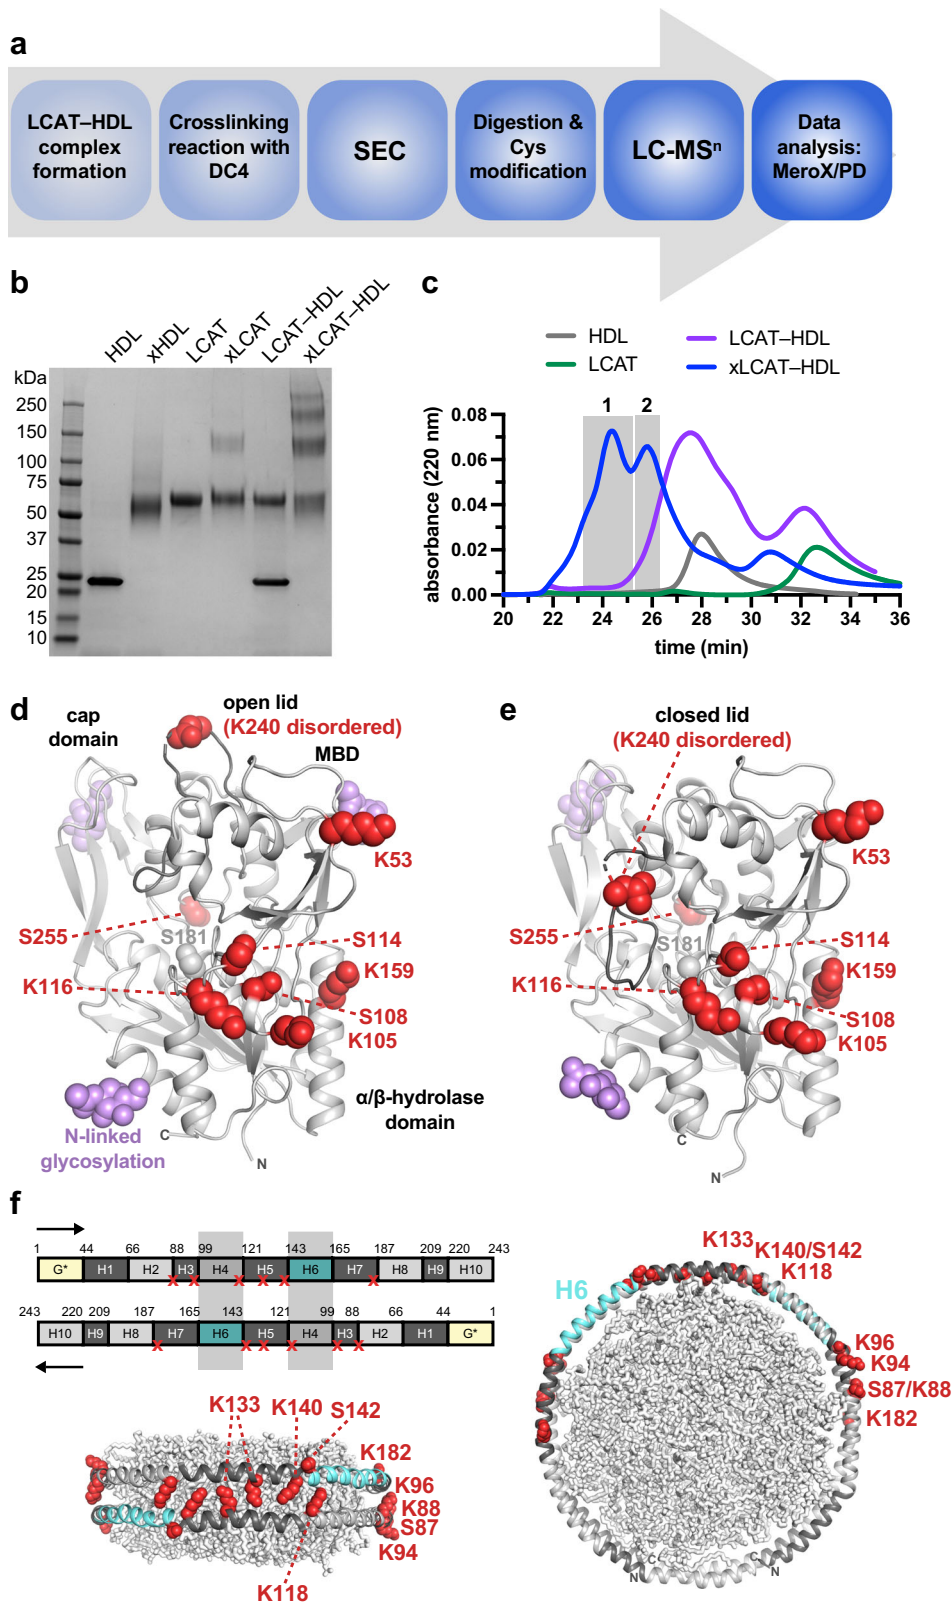 a
LCAT–HDL
complex
formation
Crosslinking
reaction with
DC4
SEC
Digestion &
Cys
modification
LC-MSⁿ
Data
analysis:
MeroX/PD
b
HDL
xHDL
LCAT
xLCAT
LCAT–HDL
xLCAT–HDL
kDa
250
150
100
75
50
37
25
20
15
10
c
HDL
LCAT
LCAT–HDL
xLCAT–HDL
1
2
absorbance (220 nm)
0.08
0.06
0.04
0.02
0.00
20 22 24 26 28 30 32 34 36
time (min)
d
cap
domain
open lid
(K240 disordered)
MBD
K53
S255
S181
S114
K116
K159
S108
K105
α/β-hydrolase
domain
N-linked
glycosylation
C
N
e
closed lid
(K240 disordered)
K53
S255
S181
S114
K116
K159
S108
K105
C
N
f
1 44 66 88 99 121 143 165 187 209 220 243
G* H1 H2 H3 H4 H5 H6 H7 H8 H9 H10
x x x x x x
243 220 209 187 165 143 121 99 88 66 44 1
H10 H9 H8 H7 H6 H5 H4 H3 H2 H1 G*
x x x x x
K133 K140 S142
K182
K96
K88
S87
K94
K118
K133
K140/S142
K118
H6
K96
K94
S87/K88
K182
N
C
C
N